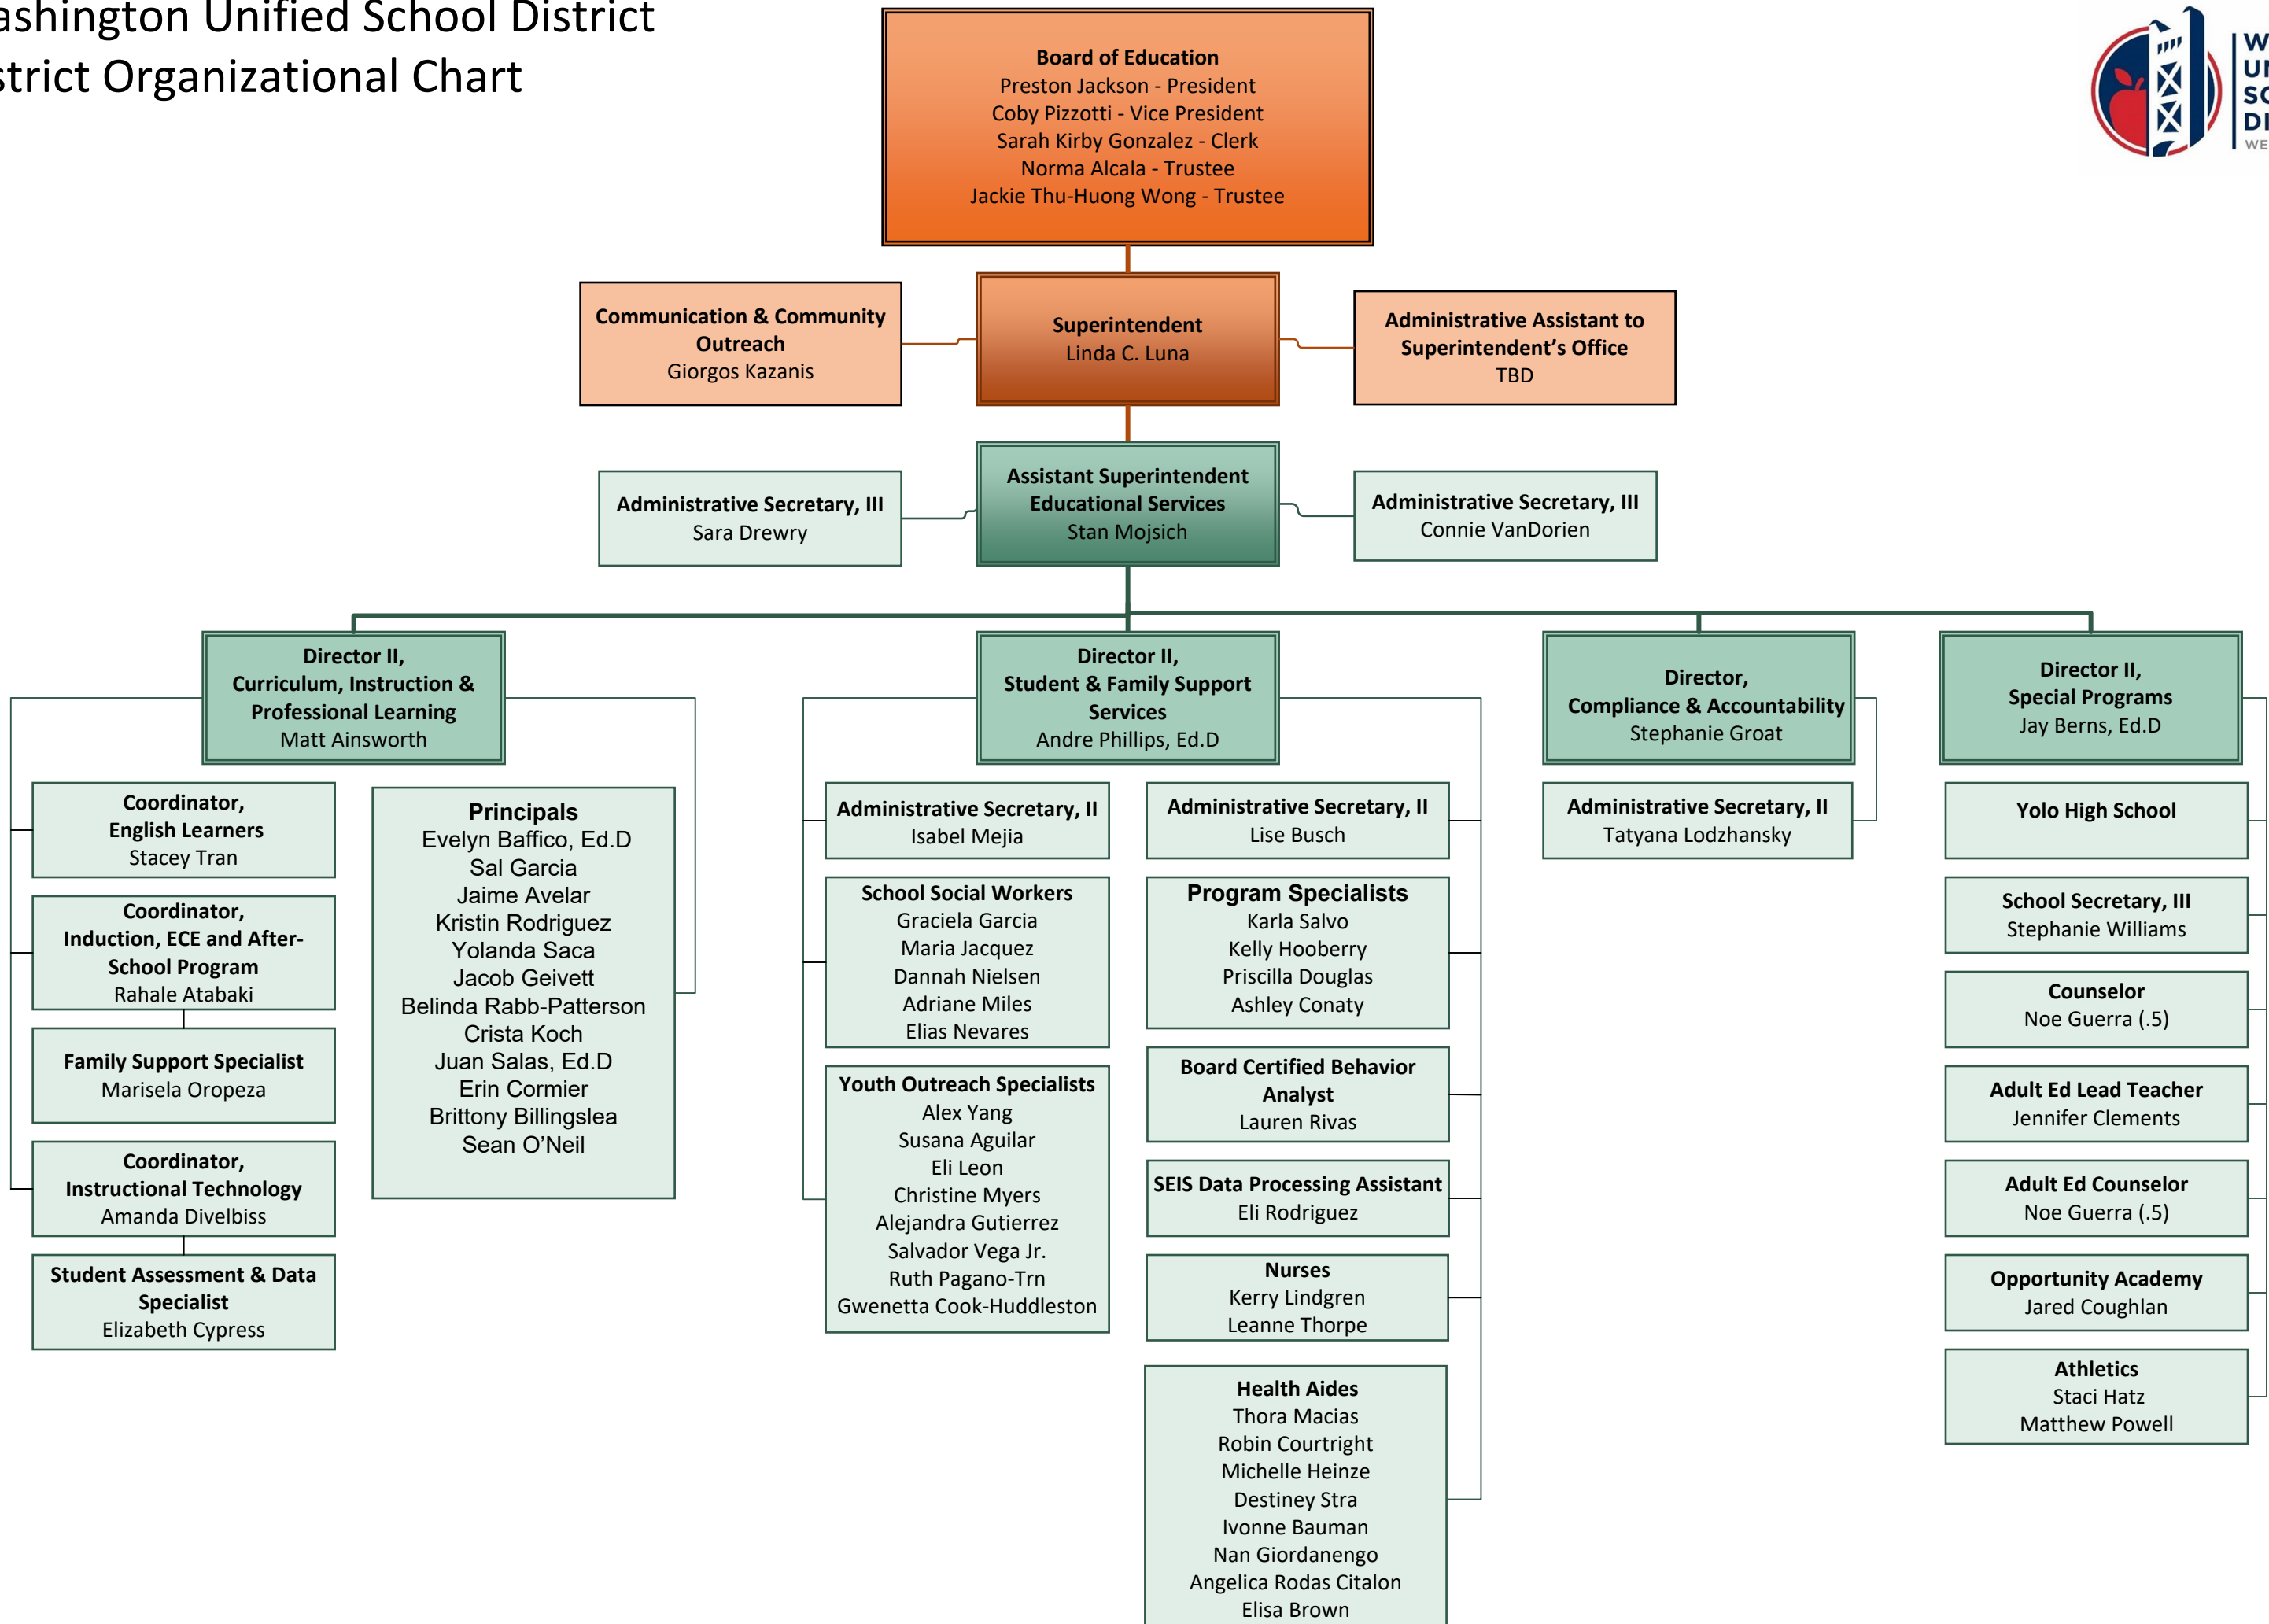 ashington Unified School District
strict Organizational Chart
W
UN
SC
DI
WE
Board of Education
Preston Jackson - President
Coby Pizzotti - Vice President
Sarah Kirby Gonzalez - Clerk
Norma Alcala - Trustee
Jackie Thu-Huong Wong - Trustee
Communication & Community
Outreach
Giorgos Kazanis
Superintendent
Linda C. Luna
Administrative Assistant to
Superintendent’s Office
TBD
Administrative Secretary, III
Sara Drewry
Assistant Superintendent
Educational Services
Stan Mojsich
Administrative Secretary, III
Connie VanDorien
Director II,
Curriculum, Instruction &
Professional Learning
Matt Ainsworth
Coordinator,
English Learners
Stacey Tran
Coordinator,
Induction, ECE and After-
School Program
Rahale Atabaki
Family Support Specialist
Marisela Oropeza
Coordinator,
Instructional Technology
Amanda Divelbiss
Student Assessment & Data
Specialist
Elizabeth Cypress
Principals
Evelyn Baffico, Ed.D
Sal Garcia
Jaime Avelar
Kristin Rodriguez
Yolanda Saca
Jacob Geivett
Belinda Rabb-Patterson
Crista Koch
Juan Salas, Ed.D
Erin Cormier
Brittony Billingslea
Sean O’Neil
Director II,
Student & Family Support
Services
Andre Phillips, Ed.D
Administrative Secretary, II
Isabel Mejia
School Social Workers
Graciela Garcia
Maria Jacquez
Dannah Nielsen
Adriane Miles
Elias Nevares
Youth Outreach Specialists
Alex Yang
Susana Aguilar
Eli Leon
Christine Myers
Alejandra Gutierrez
Salvador Vega Jr.
Ruth Pagano-Trn
Gwenetta Cook-Huddleston
Administrative Secretary, II
Lise Busch
Program Specialists
Karla Salvo
Kelly Hooberry
Priscilla Douglas
Ashley Conaty
Board Certified Behavior
Analyst
Lauren Rivas
SEIS Data Processing Assistant
Eli Rodriguez
Nurses
Kerry Lindgren
Leanne Thorpe
Health Aides
Thora Macias
Robin Courtright
Michelle Heinze
Destiney Stra
Ivonne Bauman
Nan Giordanengo
Angelica Rodas Citalon
Elisa Brown
Director,
Compliance & Accountability
Stephanie Groat
Administrative Secretary, II
Tatyana Lodzhansky
Director II,
Special Programs
Jay Berns, Ed.D
Yolo High School
School Secretary, III
Stephanie Williams
Counselor
Noe Guerra (.5)
Adult Ed Lead Teacher
Jennifer Clements
Adult Ed Counselor
Noe Guerra (.5)
Opportunity Academy
Jared Coughlan
Athletics
Staci Hatz
Matthew Powell